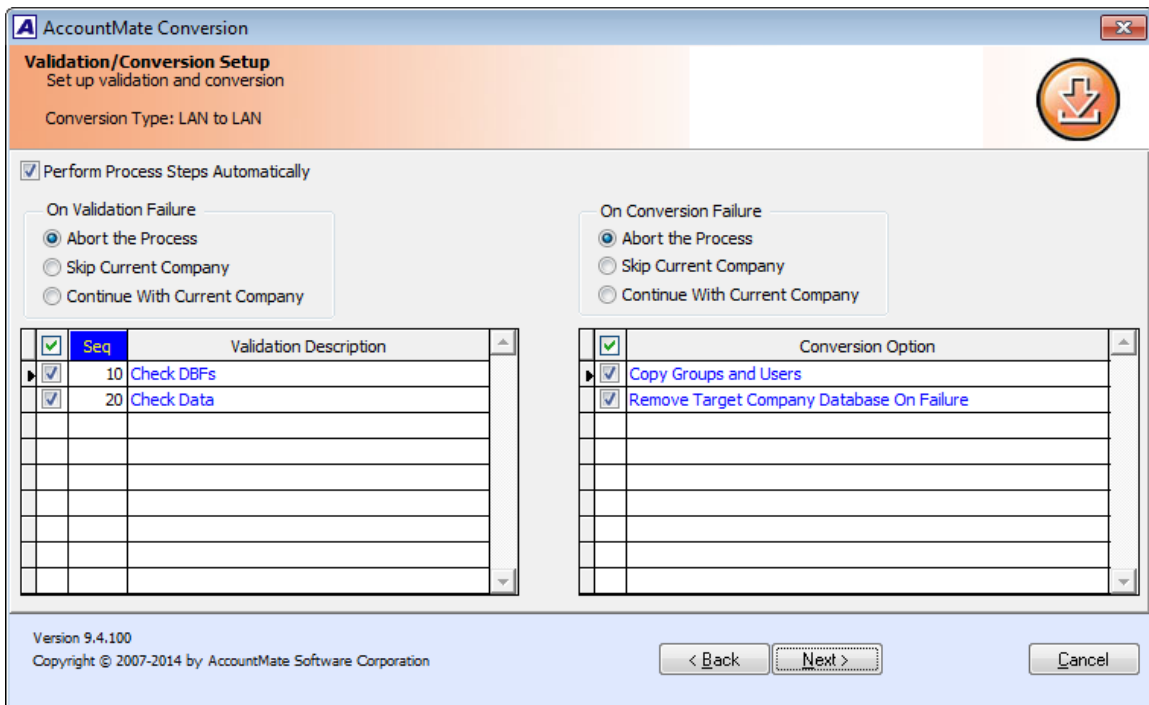 A AccountMate Conversion
Validation/Conversion Setup
Set up validation and conversion
Conversion Type: LAN to LAN
Perform Process Steps Automatically
On Validation Failure
Abort the Process
Skip Current Company
Continue With Current Company
On Conversion Failure
Abort the Process
Skip Current Company
Continue With Current Company
Seq Validation Description
10 Check DBFs
20 Check Data
Conversion Option
Copy Groups and Users
Remove Target Company Database On Failure
Version 9.4.100
Copyright © 2007-2014 by AccountMate Software Corporation
< Back
Next >
Cancel